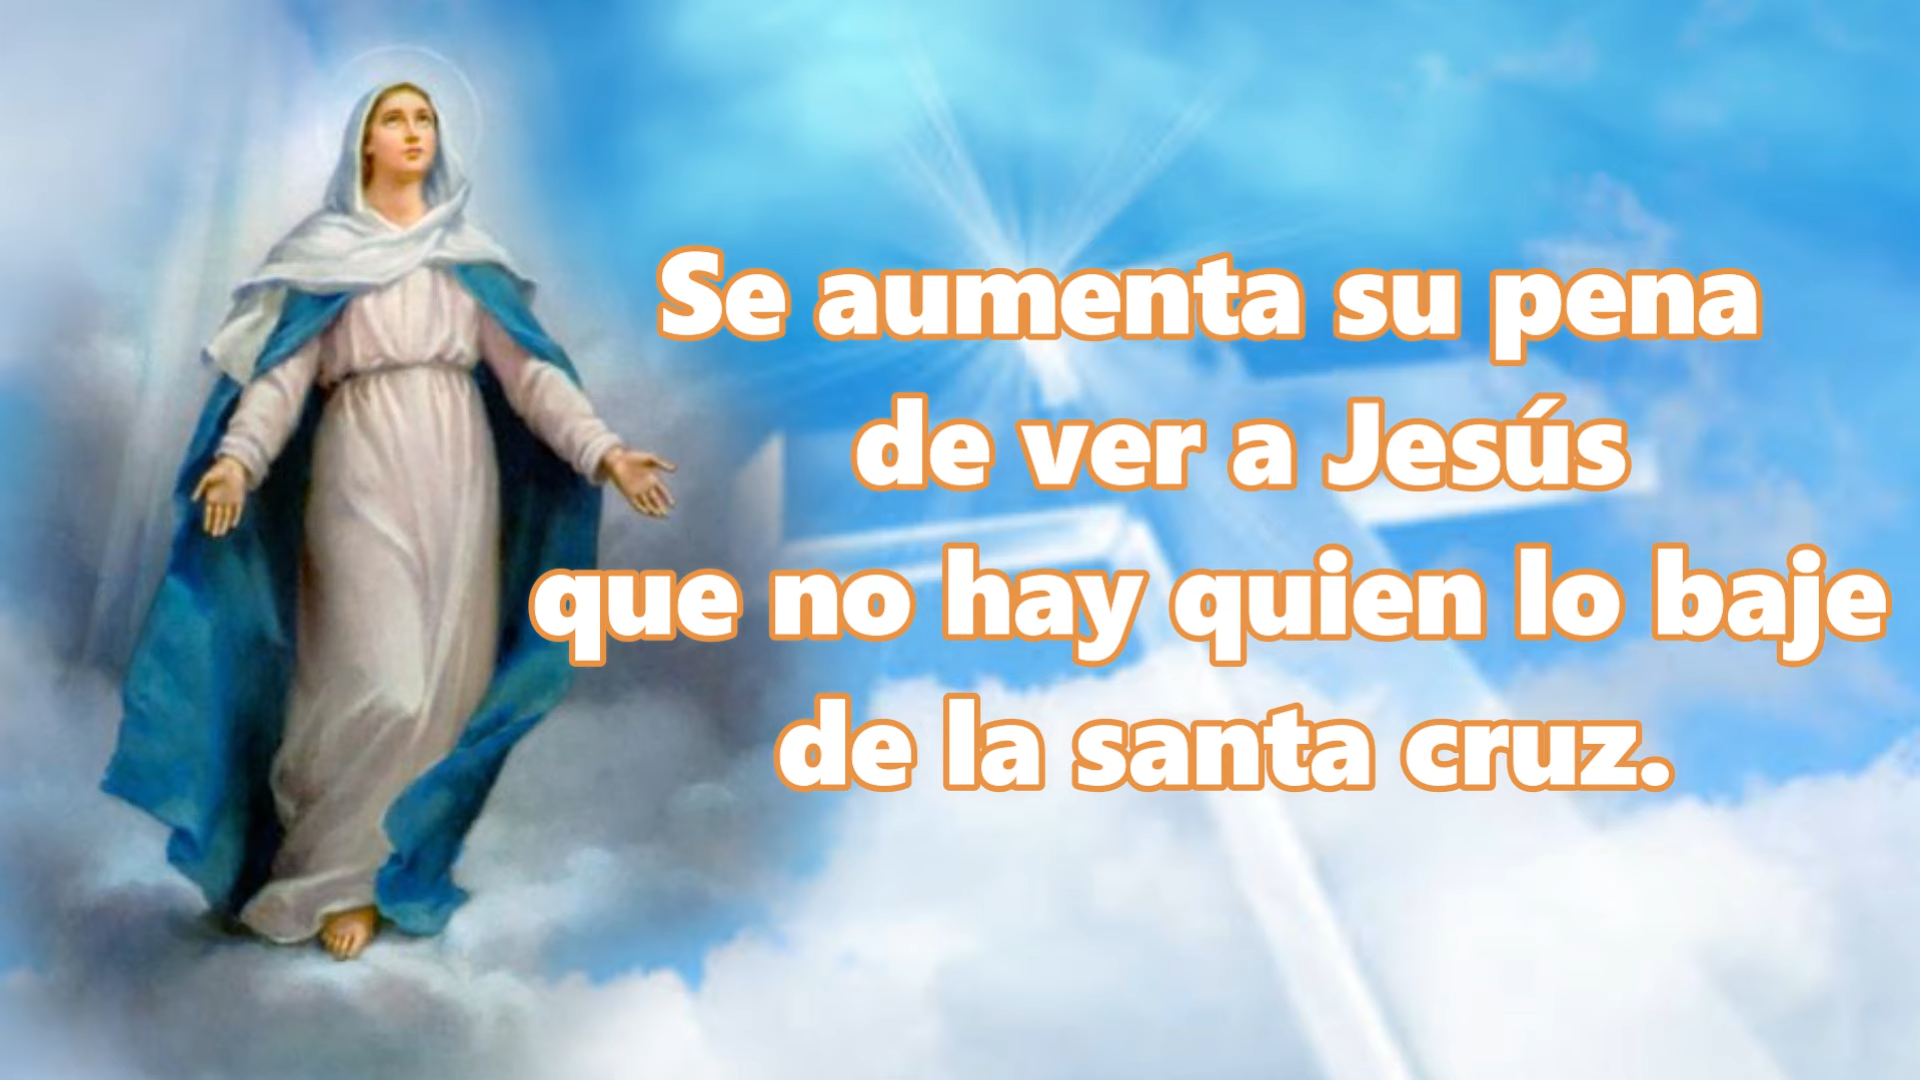 Se aumenta su pena
de ver a Jesús
que no hay quien lo baje
de la santa cruz.